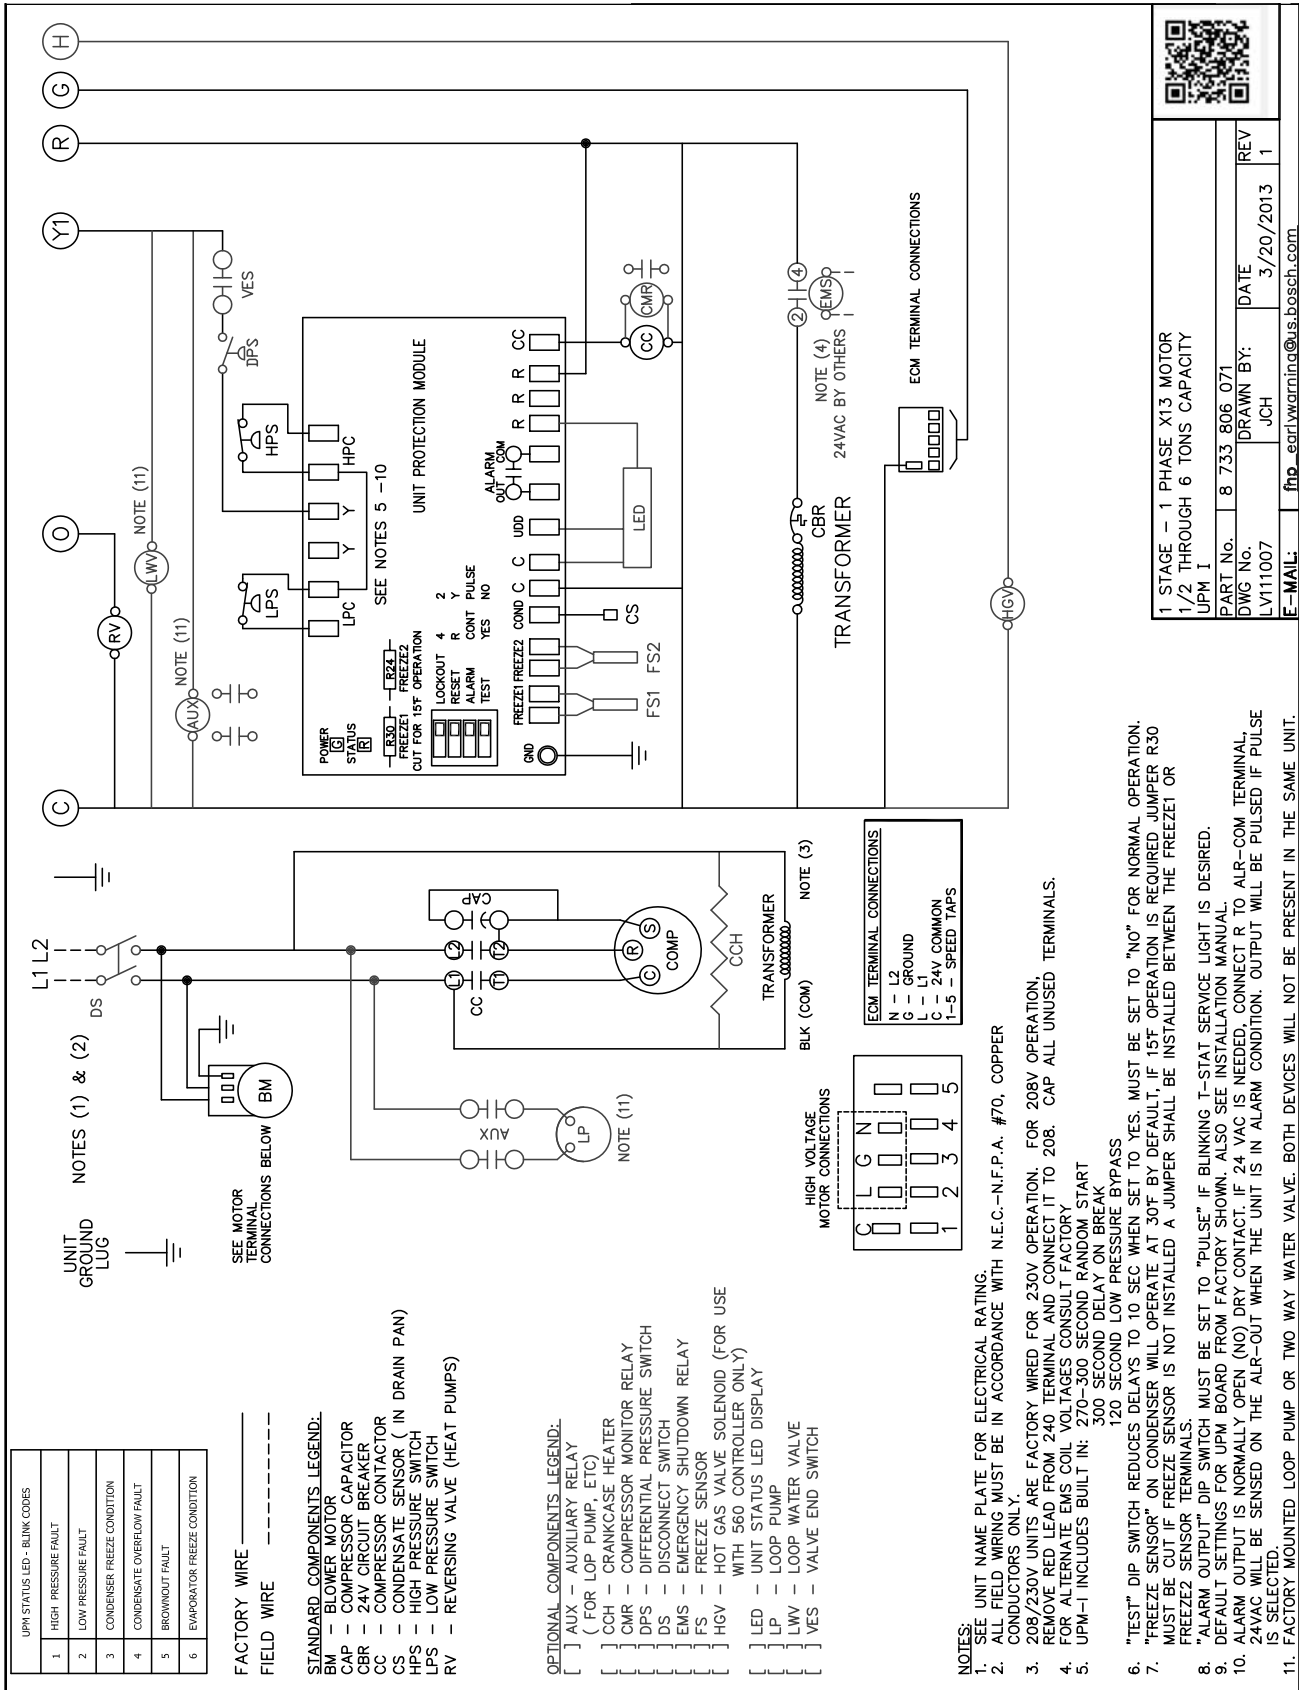 UPM STATUS LED - BLINK CODES
1 HIGH PRESSURE FAULT
2 LOW PRESSURE FAULT
3 CONDENSER FREEZE CONDITION
4 CONDENSATE OVERFLOW FAULT
5 BROWNOUT FAULT
6 EVAPORATOR FREEZE CONDITION
FACTORY WIRE
FIELD WIRE
STANDARD COMPONENTS LEGEND:
BM - BLOWER MOTOR
CAP - COMPRESSOR CAPACITOR
CBR - 24V CIRCUIT BREAKER
CC - COMPRESSOR CONTACTOR
CS - CONDENSATE SENSOR ( IN DRAIN PAN)
HPS - HIGH PRESSURE SWITCH
LPS - LOW PRESSURE SWITCH
RV - REVERSING VALVE (HEAT PUMPS)
OPTIONAL COMPONENTS LEGEND:
[ ] AUX - AUXILIARY RELAY
( FOR LOOP PUMP, ETC)
[ ] CCH - CRANKCASE HEATER
[ ] CMR - COMPRESSOR MONITOR RELAY
[ ] DPS - DIFFERENTIAL PRESSURE SWITCH
[ ] DS - DISCONNECT SWITCH
[ ] EMS - EMERGENCY SHUTDOWN RELAY
[ ] FS - FREEZE SENSOR
[ ] HGV - HOT GAS VALVE SOLENOID (FOR USE
WITH 560 CONTROLLER ONLY)
[ ] LED - UNIT STATUS LED DISPLAY
[ ] LP - LOOP PUMP
[ ] LWV - LOOP WATER VALVE
[ ] VES - VALVE END SWITCH
UNIT
GROUND
LUG
NOTES (1) & (2)
L1 L2
DS
SEE MOTOR
TERMINAL
CONNECTIONS BELOW
BM
AUX
LP
NOTE (11)
L1
L2
CC
T1
T2
CAP
C
R
S
COMP
CCH
TRANSFORMER
BLK (COM)
NOTE (3)
HIGH VOLTAGE
MOTOR CONNECTIONS
C L G N
1 2 3 4 5
ECM TERMINAL CONNECTIONS
N - L2
G - GROUND
L - L1
C - 24V COMMON
1-5 - SPEED TAPS
C
O
Y1
R
G
H
RV
LWV
NOTE (11)
AUX
NOTE (11)
VES
DPS
LPS
HPS
LPC
Y
Y
HPC
SEE NOTES 5 -10
UNIT PROTECTION MODULE
POWER
G
STATUS
R
R30
FREEZE1
R24
FREEZE2
CUT FOR 15°F OPERATION
LOCKOUT 4 2
RESET R Y
ALARM CONT PULSE
TEST YES NO
GND
FREEZE1
FREEZE2
COND
C
C
UDD
ALARM
OUT
COM
R
R
R
CC
FS1
FS2
CS
LED
CC
CMR
TRANSFORMER
CBR
2
4
EMS
NOTE (4)
24VAC BY OTHERS
ECM TERMINAL CONNECTIONS
HGV
NOTES:
1. SEE UNIT NAME PLATE FOR ELECTRICAL RATING.
2. ALL FIELD WIRING MUST BE IN ACCORDANCE WITH N.E.C.-N.F.P.A. #70, COPPER
CONDUCTORS ONLY.
3. 208/230V UNITS ARE FACTORY WIRED FOR 230V OPERATION. FOR 208V OPERATION,
REMOVE RED LEAD FROM 240 TERMINAL AND CONNECT IT TO 208. CAP ALL UNUSED TERMINALS.
4. FOR ALTERNATE EMS COIL VOLTAGES CONSULT FACTORY
5. UPM-I INCLUDES BUILT IN: 270-300 SECOND RANDOM START
300 SECOND DELAY ON BREAK
120 SECOND LOW PRESSURE BYPASS
6. "TEST" DIP SWITCH REDUCES DELAYS TO 10 SEC WHEN SET TO YES. MUST BE SET TO "NO" FOR NORMAL OPERATION.
7. "FREEZE SENSOR" ON CONDENSER WILL OPERATE AT 30°F BY DEFAULT, IF 15°F OPERATION IS REQUIRED JUMPER R30
MUST BE CUT IF FREEZE SENSOR IS NOT INSTALLED A JUMPER SHALL BE INSTALLED BETWEEN THE FREEZE1 OR
FREEZE2 SENSOR TERMINALS.
8. "ALARM OUTPUT" DIP SWITCH MUST BE SET TO "PULSE" IF BLINKING T-STAT SERVICE LIGHT IS DESIRED.
9. DEFAULT SETTINGS FOR UPM BOARD FROM FACTORY SHOWN. ALSO SEE INSTALLATION MANUAL.
10. ALARM OUTPUT IS NORMALLY OPEN (NO) DRY CONTACT. IF 24 VAC IS NEEDED, CONNECT R TO ALR-COM TERMINAL,
24VAC WILL BE SENSED ON THE ALR-OUT WHEN THE UNIT IS IN ALARM CONDITION. OUTPUT WILL BE PULSED IF PULSE
IS SELECTED.
11. FACTORY MOUNTED LOOP PUMP OR TWO WAY WATER VALVE. BOTH DEVICES WILL NOT BE PRESENT IN THE SAME UNIT.
1 STAGE - 1 PHASE X13 MOTOR
1/2 THROUGH 6 TONS CAPACITY
UPM I
PART No. 8 733 806 071
DWG No. DRAWN BY: DATE REV
LV111007 JCH 3/20/2013 1
E-MAIL: fhp_earlywarning@us.bosch.com